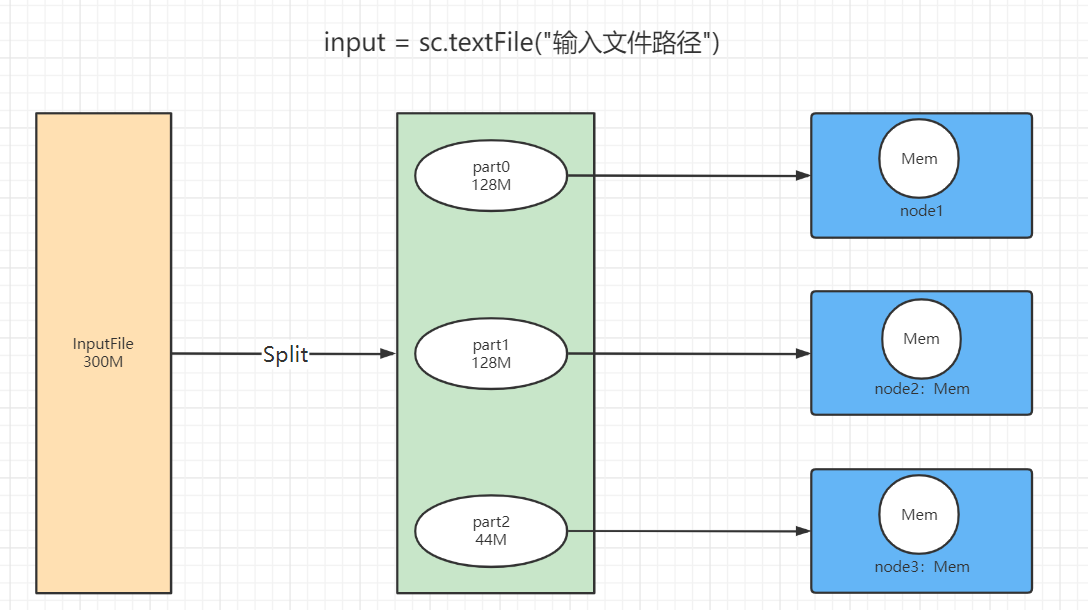 input = sc.textFile("输入文件路径")
InputFile
300M
Split
part0
128M
part1
128M
part2
44M
Mem
node1
Mem
node2：Mem
Mem
node3：Mem